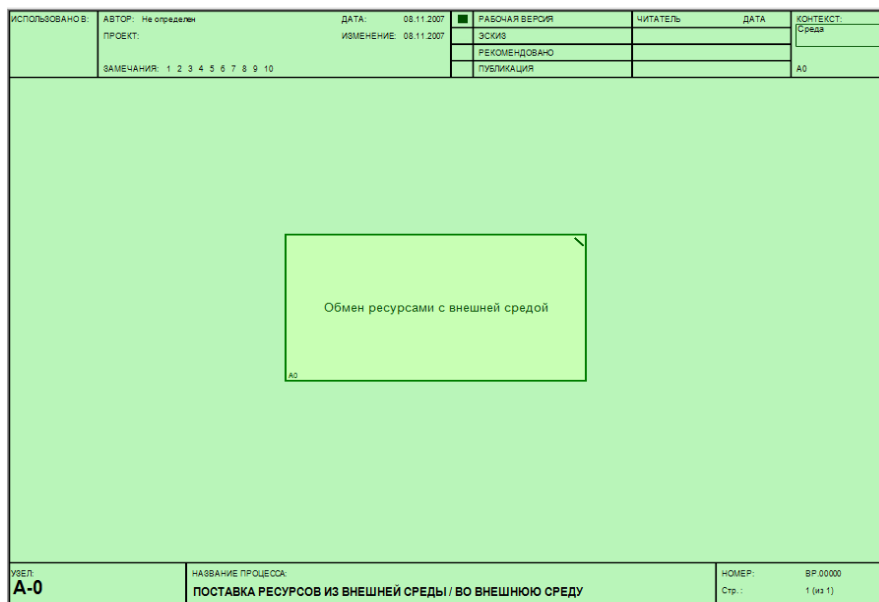 ИСПОЛЬЗОВАНО В: АВТОР: Не определен ДАТА: 08.11.2007 РАБОЧАЯ ВЕРСИЯ ЧИТАТЕЛЬ ДАТА КОНТЕКСТ:
ПРОЕКТ: ИЗМЕНЕНИЕ: 08.11.2007 ЭСКИЗ Среда
РЕКОМЕНДОВАНО
ЗАМЕЧАНИЯ: 1 2 3 4 5 6 7 8 9 10 ПУБЛИКАЦИЯ A0
Обмен ресурсами с внешней средой
A0
УЗЕЛ: НАЗВАНИЕ ПРОЦЕССА: НОМЕР: BP.00000
A-0 ПОСТАВКА РЕСУРСОВ ИЗ ВНЕШНЕЙ СРЕДЫ / ВО ВНЕШНЮЮ СРЕДУ Стр. : 1 (из 1)